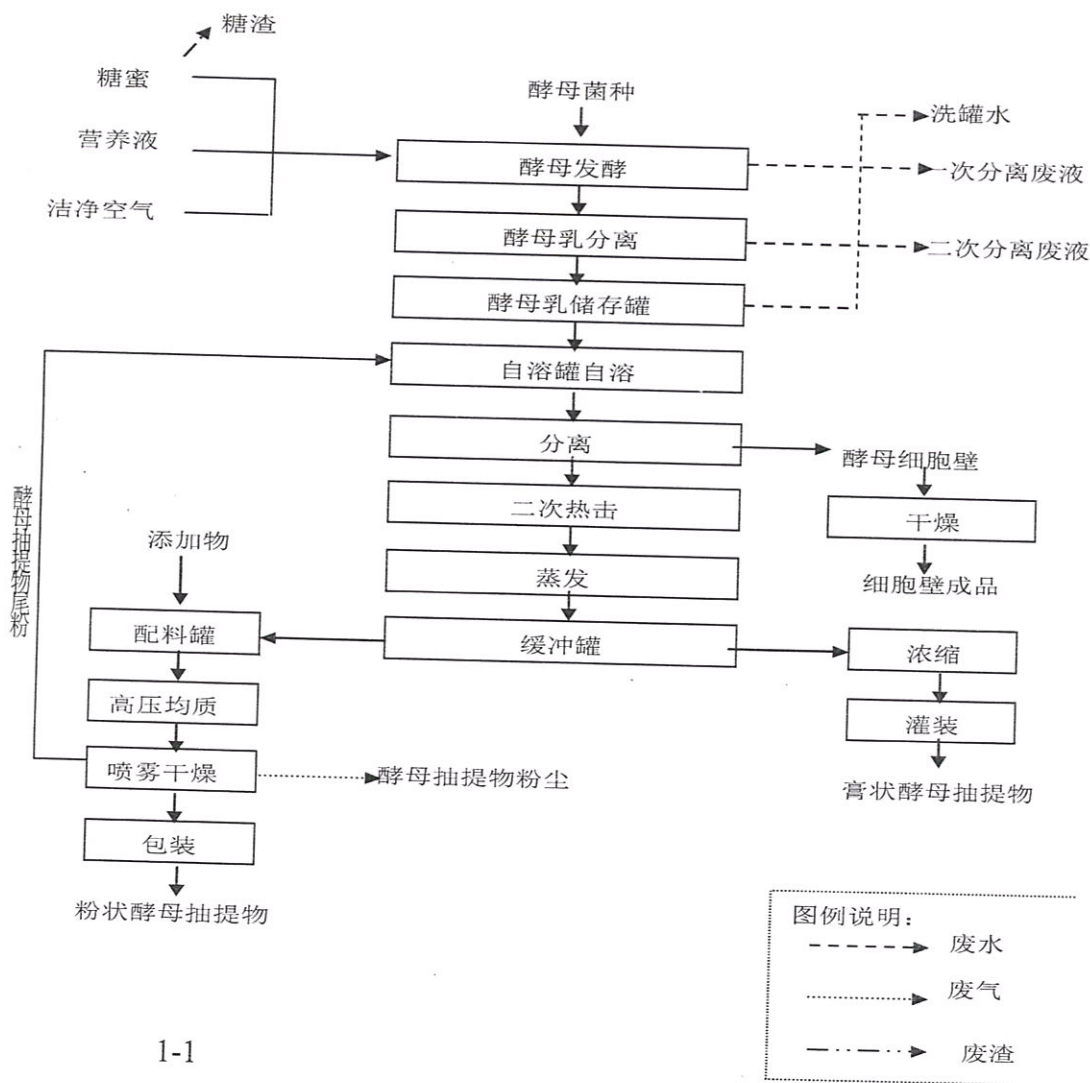 糖渣
糖蜜
营养液
洁净空气
酵母菌种
洗罐水
酵母发酵
一次分离废液
酵母乳分离
二次分离废液
酵母乳储存罐
自溶罐自溶
分离
酵母细胞壁
二次热击
干燥
蒸发
细胞壁成品
缓冲罐
酵母抽提物尾粉
添加物
配料罐
高压均质
喷雾干燥
酵母抽提物粉尘
包装
粉状酵母抽提物
浓缩
灌装
膏状酵母抽提物
图例说明:
废水
废气
废渣
1-1